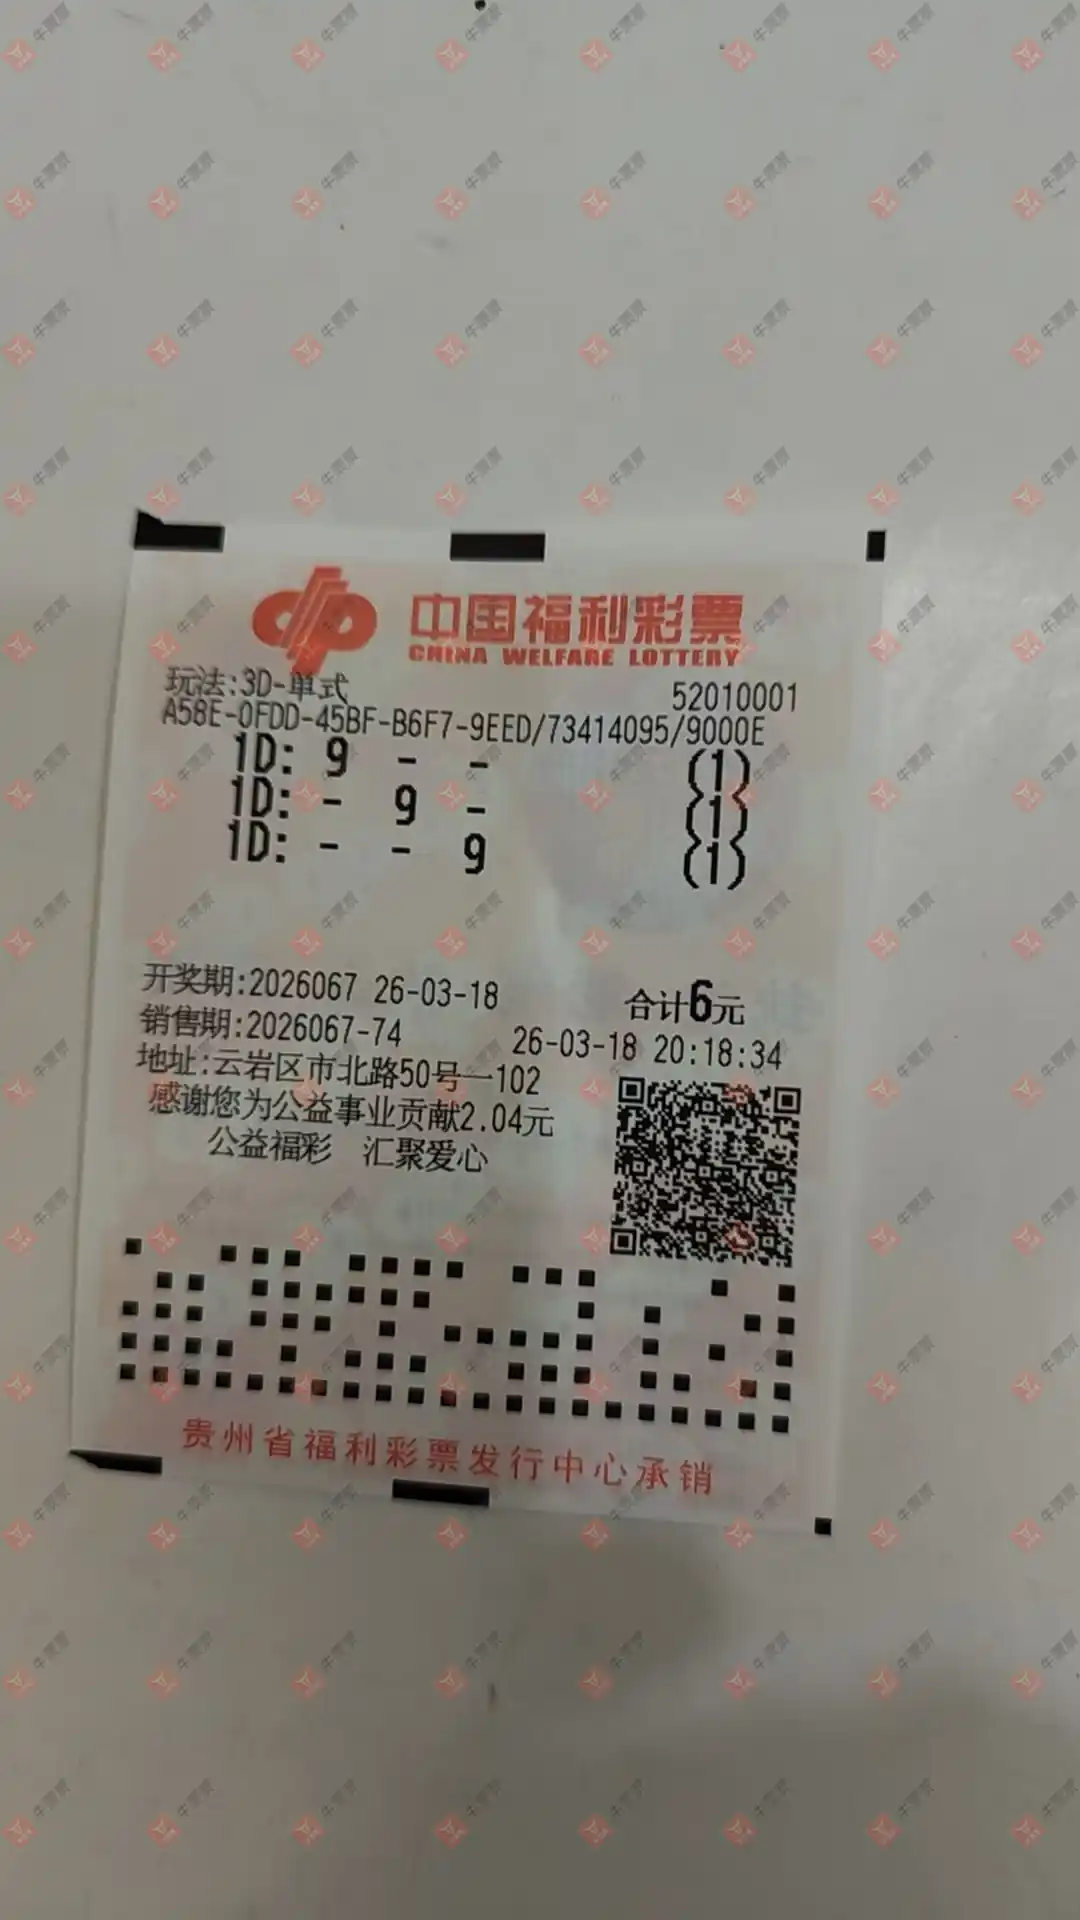 中国福利彩票
CHINA WELFARE LOTTERY
玩法:3D-单式 52010001
A58E-0FDD-45BF-B6F7-9EED/73414095/9000E
1D: 9 - - (1)
1D: - 9 - (1)
1D: - - 9 (1)
开奖期:2026067 26-03-18 合计6元
销售期:2026067-74 26-03-18 20:18:34
地址:云岩区市北路50号一102
感谢您为公益事业贡献2.04元
公益福彩 汇聚爱心
贵州省福利彩票发行中心承销